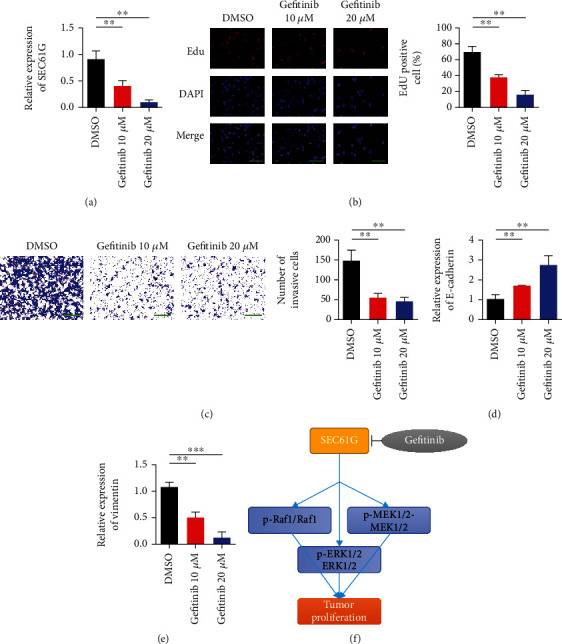 **
**
1.5
1.0
0.5
0.0
Relative expression
of SEC61G
DMSO
Gefitinib 10 μM
Gefitinib 20 μM
(a)
DMSO
Gefitinib
10 μM
Gefitinib
20 μM
Edu
DAPI
Merge
**
**
100
80
60
40
20
0
EdU positive
cell (%)
DMSO
Gefitinib 10 μM
Gefitinib 20 μM
(b)
DMSO
Gefitinib 10 μM
Gefitinib 20 μM
**
**
200
150
100
50
0
Number of
invasive cells
DMSO
Gefitinib 10 μM
Gefitinib 20 μM
(c)
**
**
4
3
2
1
0
Relative expression
of E-cadherin
DMSO
Gefitinib 10 μM
Gefitinib 20 μM
(d)
***
**
1.5
1.0
0.5
0.0
Relative expression
of vimentin
DMSO
Gefitinib 10 μM
Gefitinib 20 μM
(e)
SEC61G
Gefitinib
p-Raf1/Raf1
p-MEK1/2-
MEK1/2
p-ERK1/2
ERK1/2
Tumor
proliferation
(f)